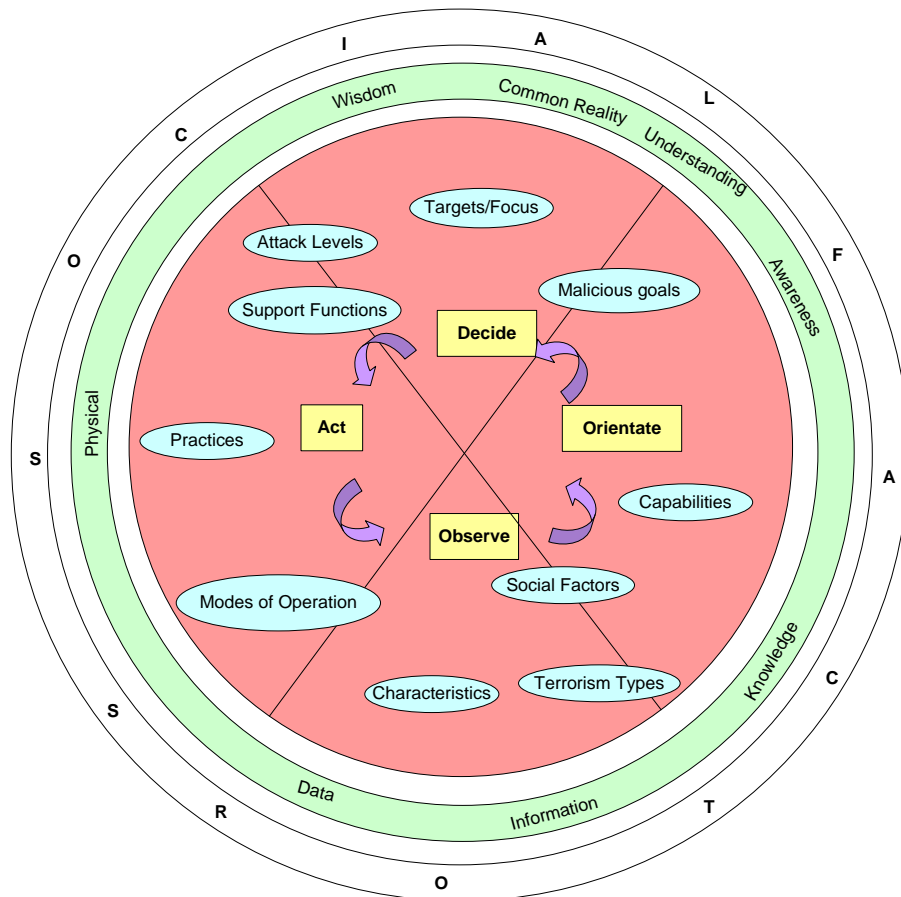 S O C I A L F A C T O R S
Wisdom
Common Reality
Understanding
Awareness
Physical
Knowledge
Data
Information
Targets/Focus
Attack Levels
Malicious goals
Support Functions
Decide
Act
Orientate
Practices
Capabilities
Observe
Social Factors
Modes of Operation
Terrorism Types
Characteristics